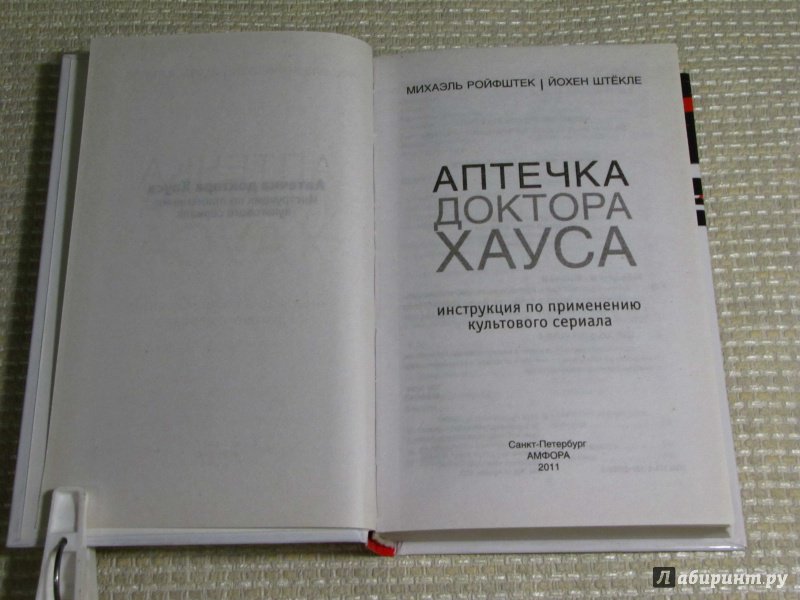 МИХАЭЛЬ РОЙФШТЕК | ЙОХЕН ШТЁКЛЕ
АПТЕЧКА
ДОКТОРА
ХАУСА
инструкция по применению
культового сериала
Санкт-Петербург
АМФОРА
2011
Лабиринт.ру